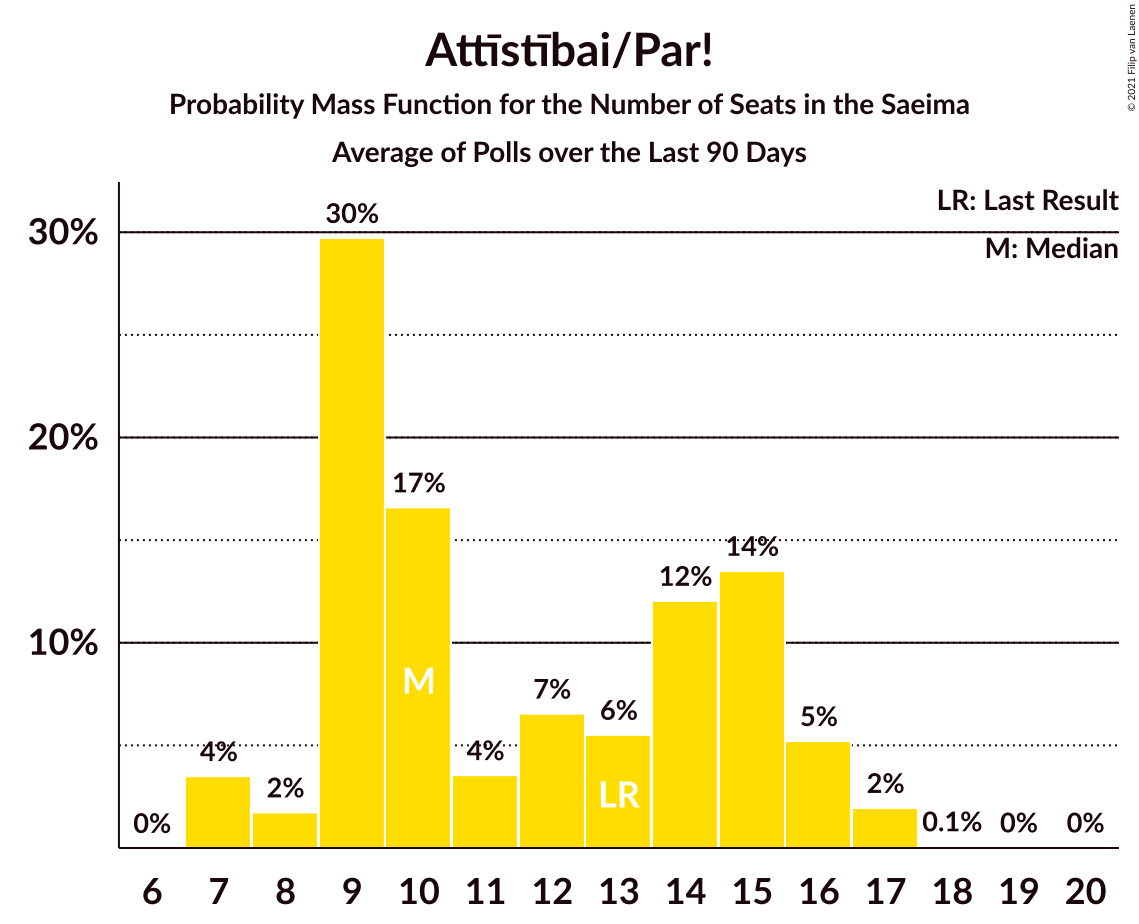 Attīstībai/Par!
Probability Mass Function for the Number of Seats in the Saeima
Average of Polls over the Last 90 Days
© 2021 Filip van Laenen
LR: Last Result
M: Median
30%
20%
10%
0%
4%
2%
30%
17%
4%
7%
6%
12%
14%
5%
2%
0.1%
0%
0%
M
LR
6 7 8 9 10 11 12 13 14 15 16 17 18 19 20